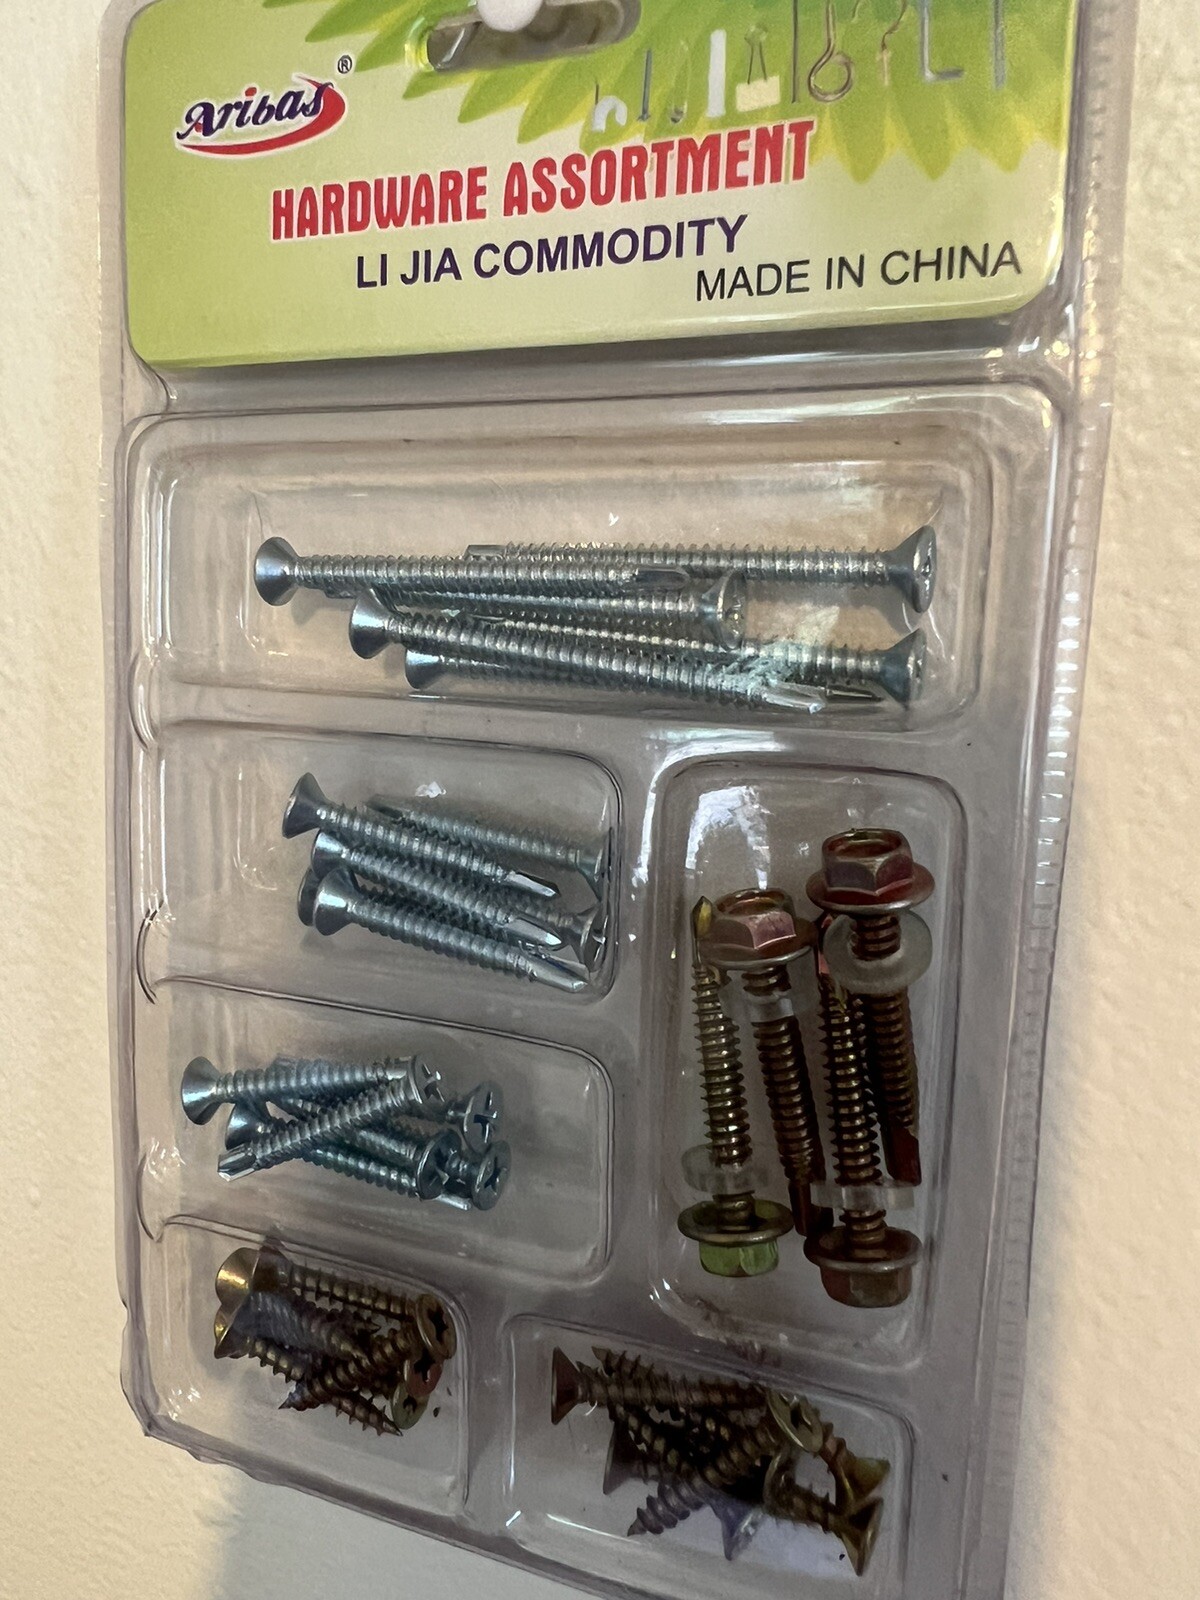 Aribas®
HARDWARE ASSORTMENT
LI JIA COMMODITY
MADE IN CHINA